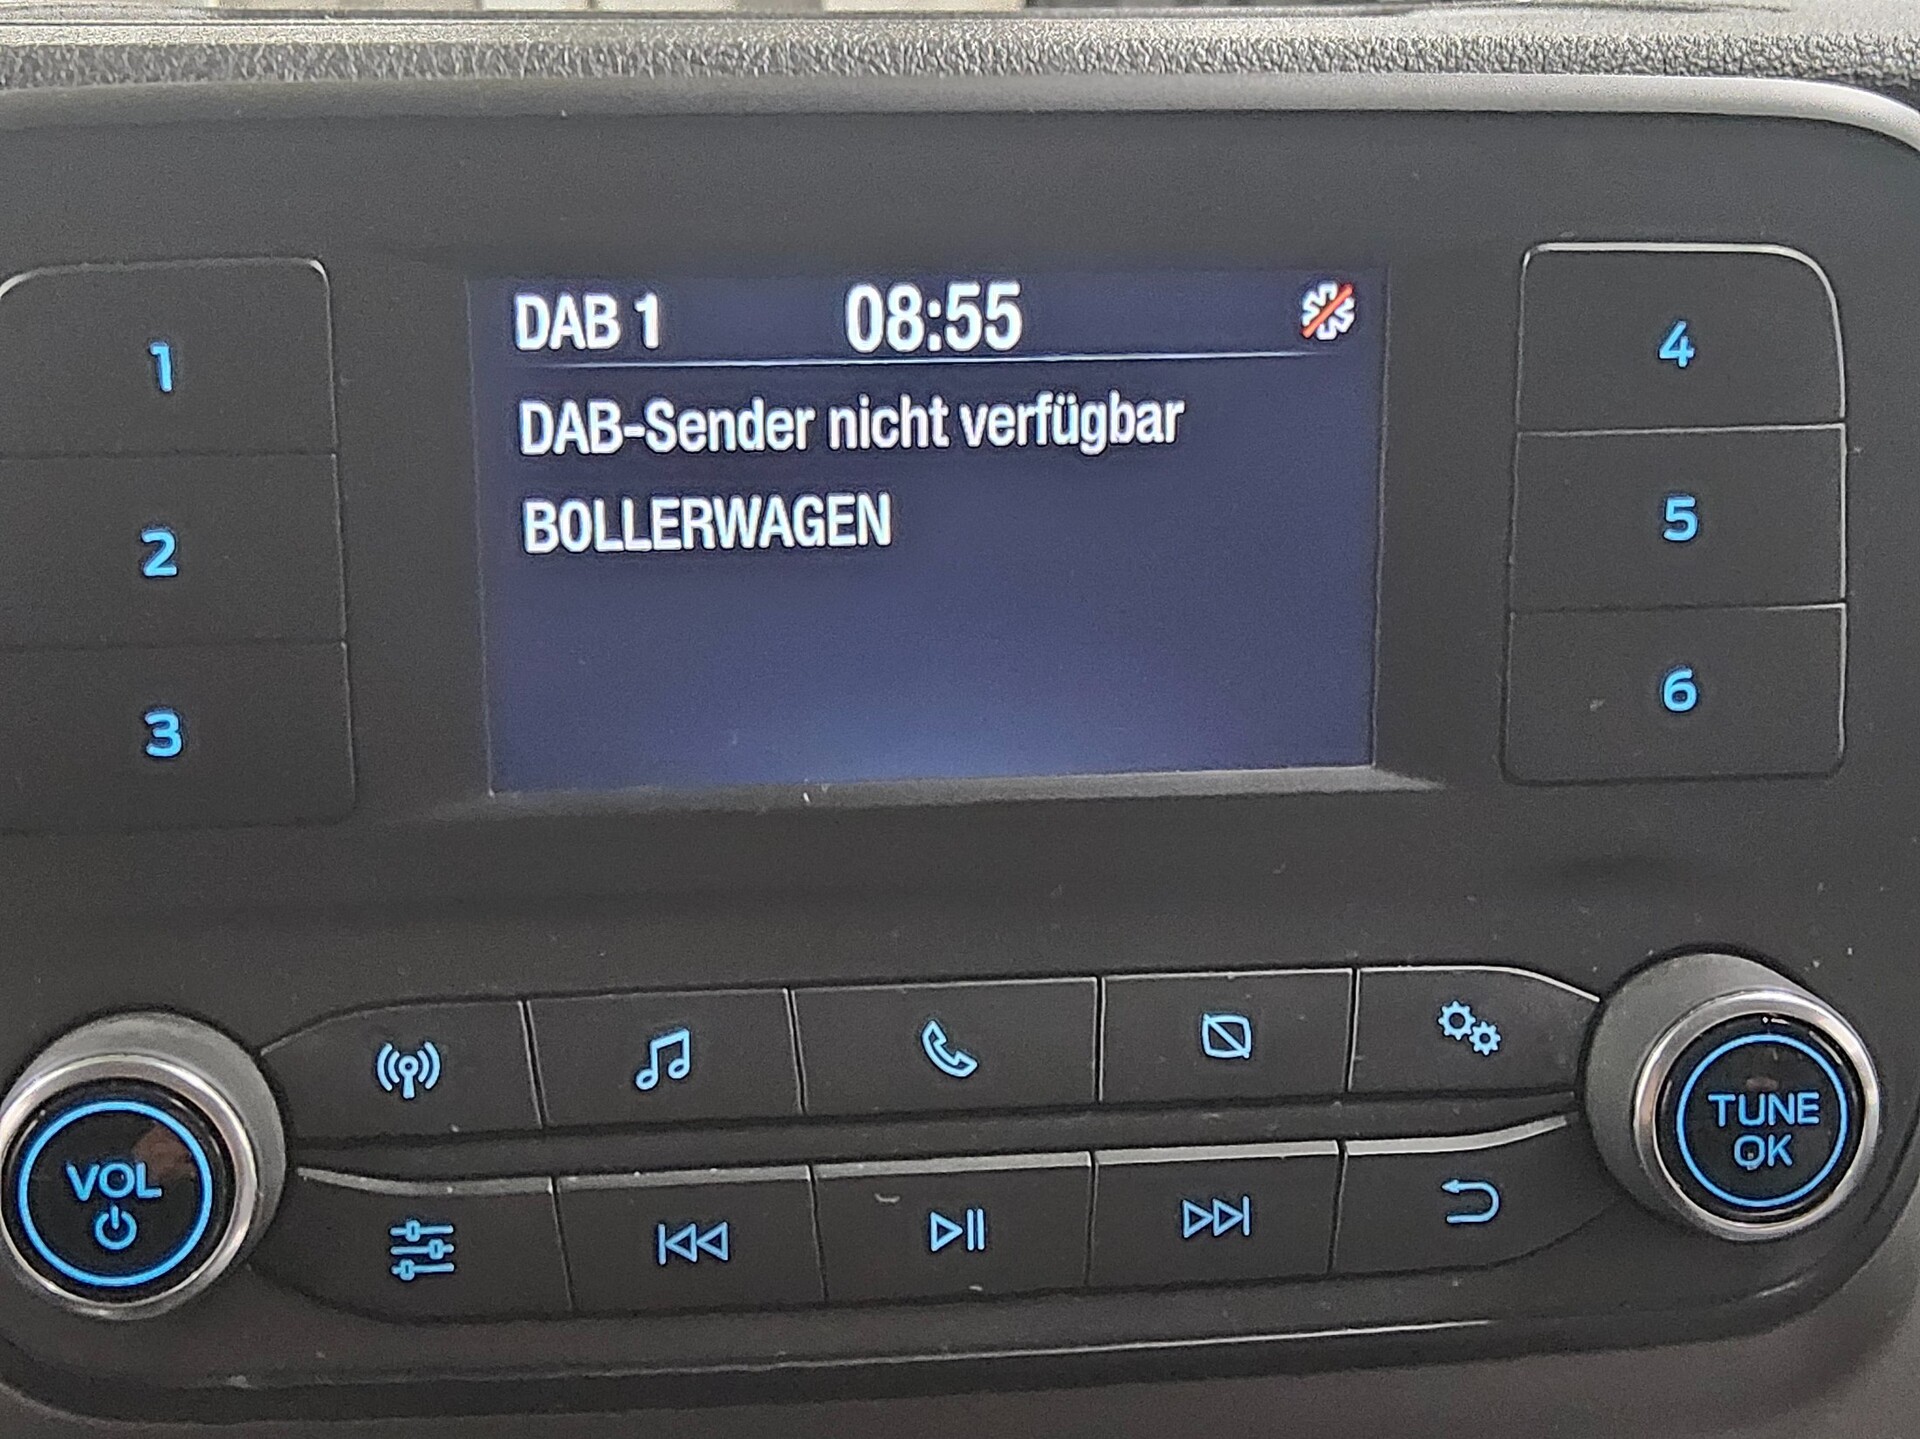 DAB 1 08:55
DAB-Sender nicht verfügbar
BOLLERWAGEN
1
2
3
4
5
6
VOL
TUNE
OK